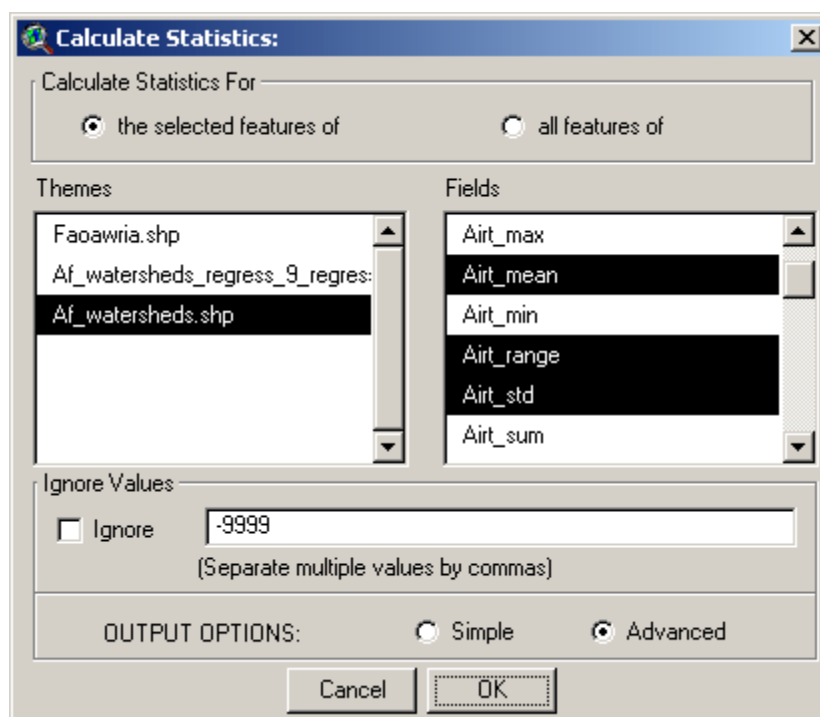 Calculate Statistics:
Calculate Statistics For
the selected features of
all features of
Themes
Fields
Faoawria.shp
Af_watersheds_regress_9_regres
Af_watersheds.shp
Airt_max
Airt_mean
Airt_min
Airt_range
Airt_std
Airt_sum
Ignore Values
Ignore
-9999
(Separate multiple values by commas)
OUTPUT OPTIONS:
Simple
Advanced
Cancel
OK